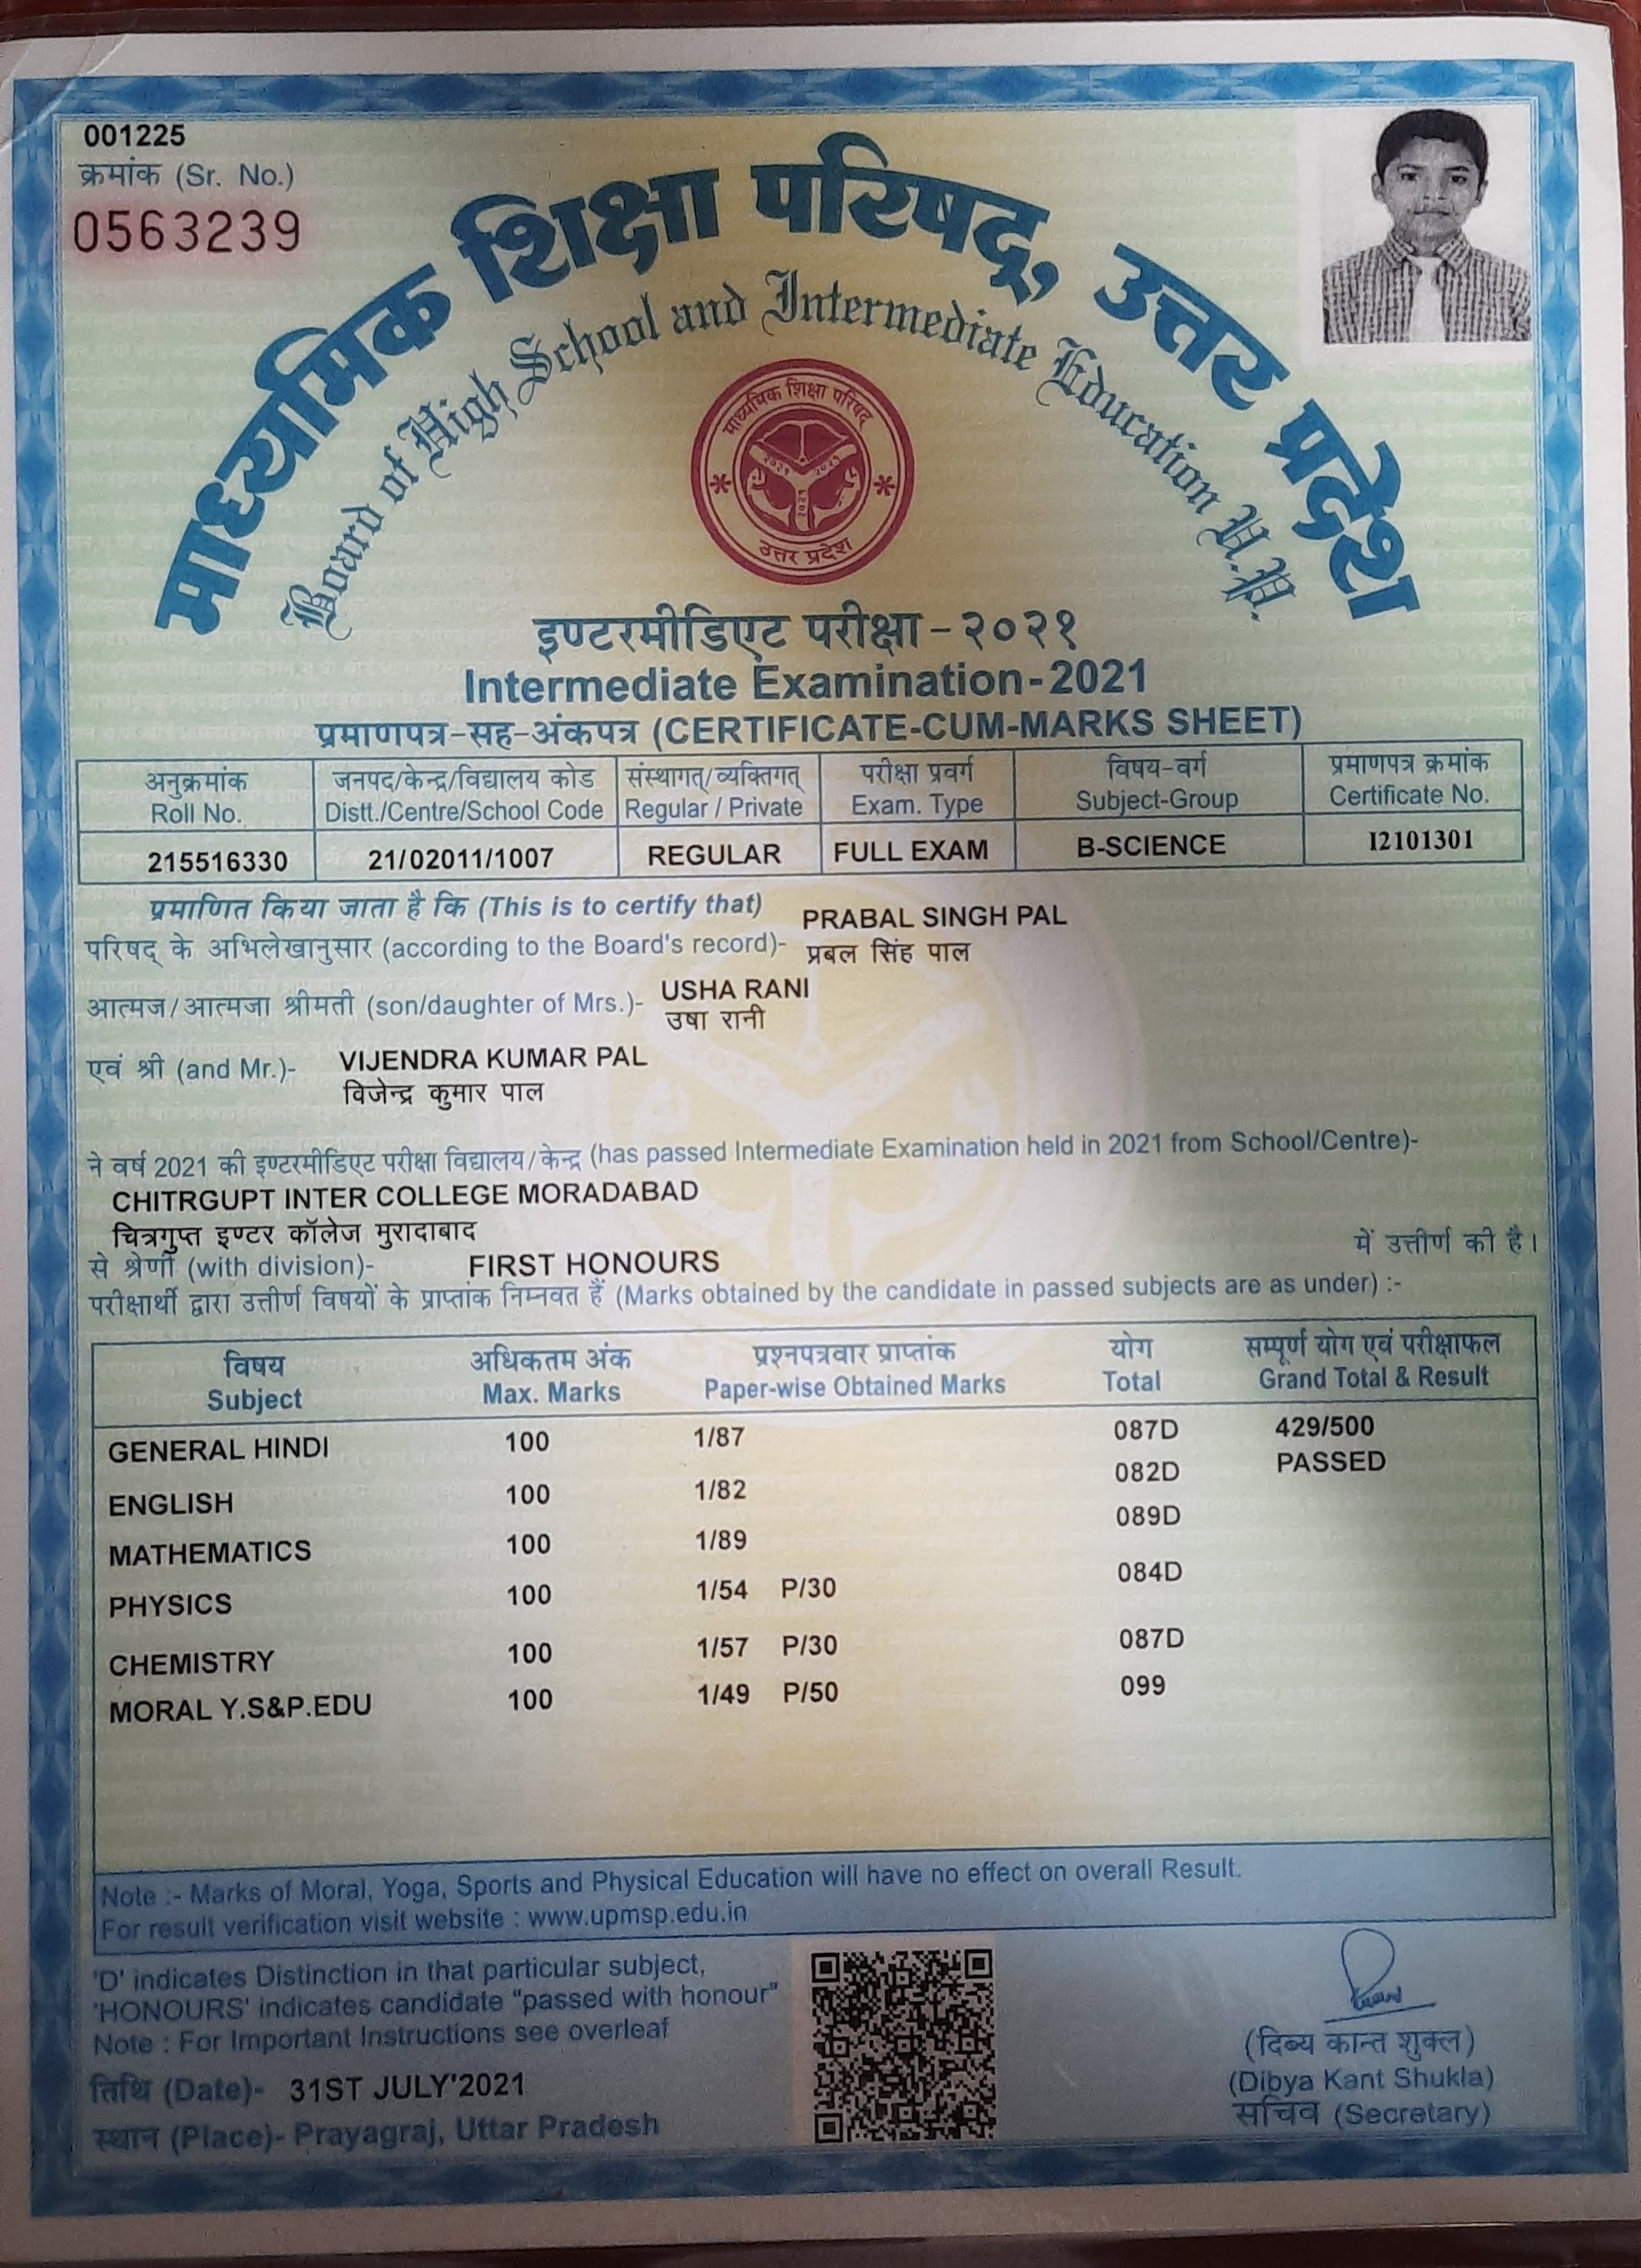 001225
क्रमांक (Sr. No.)
0563239
माध्यमिक शिक्षा परिषद्, उत्तर प्रदेश
Board of High School and Intermediate Education U.P.
माध्यमिक शिक्षा परिषद
२०२१ २०२१
२०२१
उत्तर प्रदेश
इण्टरमीडिएट परीक्षा - २०२१
Intermediate Examination-2021
प्रमाणपत्र-सह-अंकपत्र (CERTIFICATE-CUM-MARKS SHEET)
अनुक्रमांक जनपद/केन्द्र/विद्यालय कोड संस्थागत्/व्यक्तिगत् परीक्षा प्रवर्ग विषय-वर्ग प्रमाणपत्र क्रमांक
Roll No. Distt./Centre/School Code Regular / Private Exam. Type Subject-Group Certificate No.
215516330 21/02011/1007 REGULAR FULL EXAM B-SCIENCE I2101301
प्रमाणित किया जाता है कि (This is to certify that) PRABAL SINGH PAL
परिषद् के अभिलेखानुसार (according to the Board's record)- प्रबल सिंह पाल
आत्मज/आत्मजा श्रीमती (son/daughter of Mrs.)- USHA RANI
उषा रानी
एवं श्री (and Mr.)- VIJENDRA KUMAR PAL
विजेन्द्र कुमार पाल
ने वर्ष 2021 की इण्टरमीडिएट परीक्षा विद्यालय/केन्द्र (has passed Intermediate Examination held in 2021 from School/Centre)-
CHITRGUPT INTER COLLEGE MORADABAD
चित्रगुप्त इण्टर कॉलेज मुरादाबाद में उत्तीर्ण की है।
से श्रेणी (with division)- FIRST HONOURS
परीक्षार्थी द्वारा उत्तीर्ण विषयों के प्राप्तांक निम्नवत हैं (Marks obtained by the candidate in passed subjects are as under) :-
विषय अधिकतम अंक प्रश्नपत्रवार प्राप्तांक योग सम्पूर्ण योग एवं परीक्षाफल
Subject Max. Marks Paper-wise Obtained Marks Total Grand Total & Result
GENERAL HINDI 100 1/87 087D 429/500
PASSED
ENGLISH 100 1/82 082D
MATHEMATICS 100 1/89 089D
PHYSICS 100 1/54 P/30 084D
CHEMISTRY 100 1/57 P/30 087D
MORAL Y.S&P.EDU 100 1/49 P/50 099
Note :- Marks of Moral, Yoga, Sports and Physical Education will have no effect on overall Result.
For result verification visit website : www.upmsp.edu.in
'D' indicates Distinction in that particular subject,
'HONOURS' indicates candidate "passed with honour"
Note : For Important Instructions see overleaf
तिथि (Date)- 31ST JULY'2021
स्थान (Place)- Prayagraj, Uttar Pradesh
(दिब्य कान्त शुक्ल)
(Dibya Kant Shukla)
सचिव (Secretary)